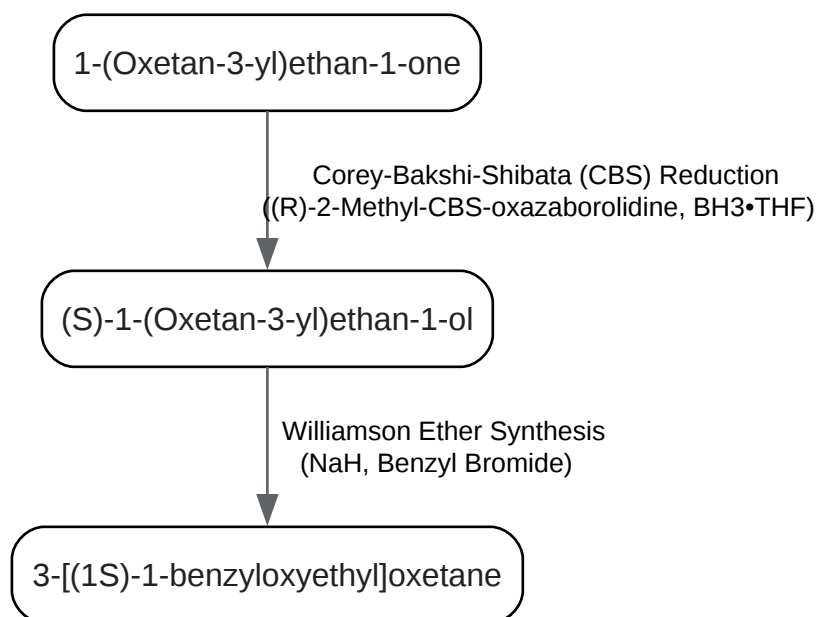 1-(Oxetan-3-yl)ethan-1-one
Corey-Bakshi-Shibata (CBS) Reduction
((R)-2-Methyl-CBS-oxazaborolidine, BH3•THF)
(S)-1-(Oxetan-3-yl)ethan-1-ol
Williamson Ether Synthesis
(NaH, Benzyl Bromide)
3-[(1S)-1-benzyloxyethyl]oxetane